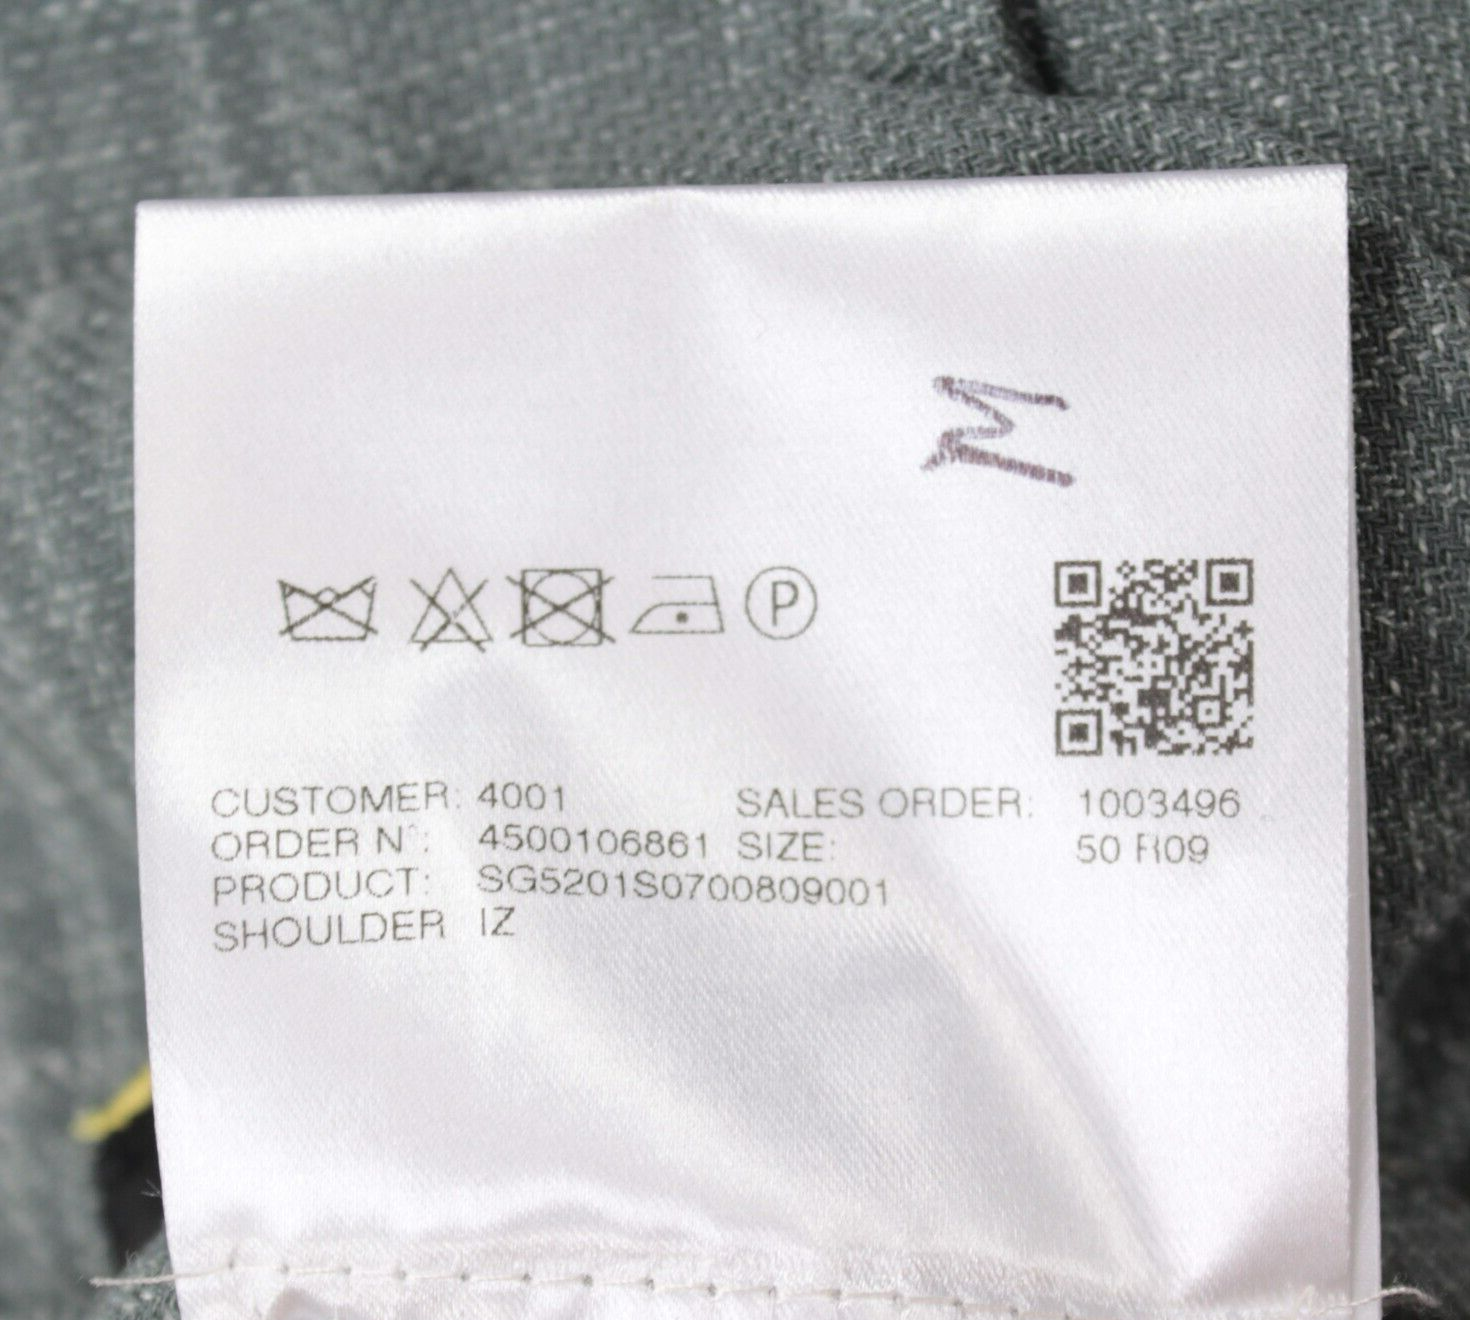 M
P
CUSTOMER: 4001 SALES ORDER: 1003496
ORDER N°: 4500106861 SIZE: 50 R09
PRODUCT: SG5201S0700809001
SHOULDER IZ